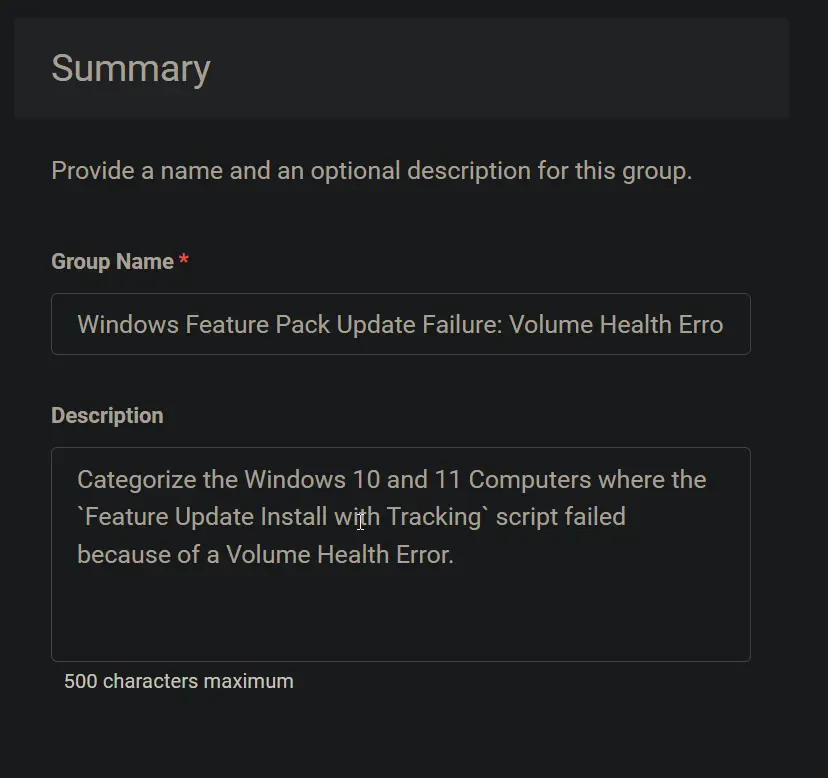 Summary
Provide a name and an optional description for this group.
Group Name *
Windows Feature Pack Update Failure: Volume Health Erro
Description
Categorize the Windows 10 and 11 Computers where the
`Feature Update Install with Tracking` script failed
because of a Volume Health Error.
500 characters maximum